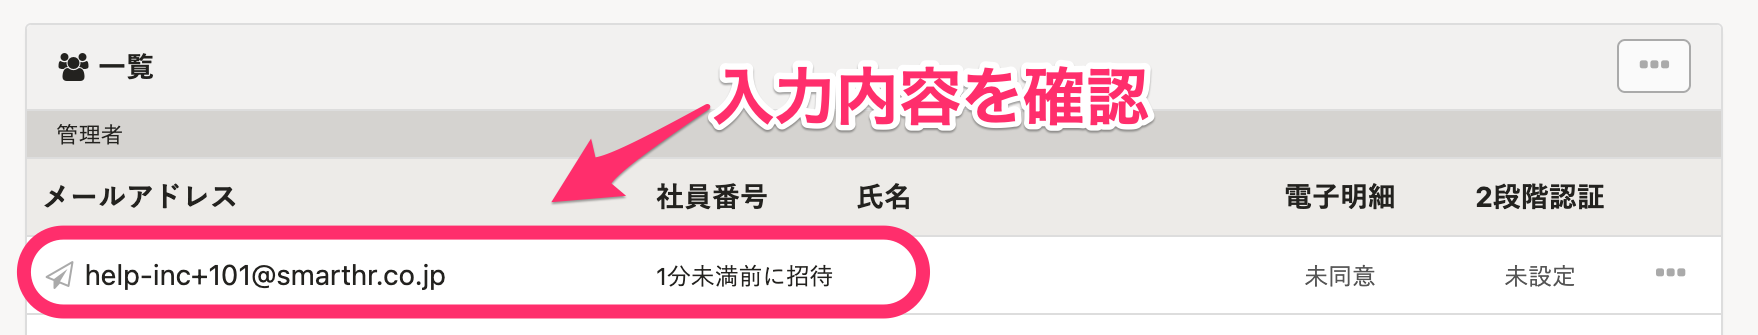 一覧
入力内容を確認
管理者
メールアドレス 社員番号 氏名 電子明細 2段階認証
help-inc+101@smarthr.co.jp 1分未満前に招待 未同意 未設定